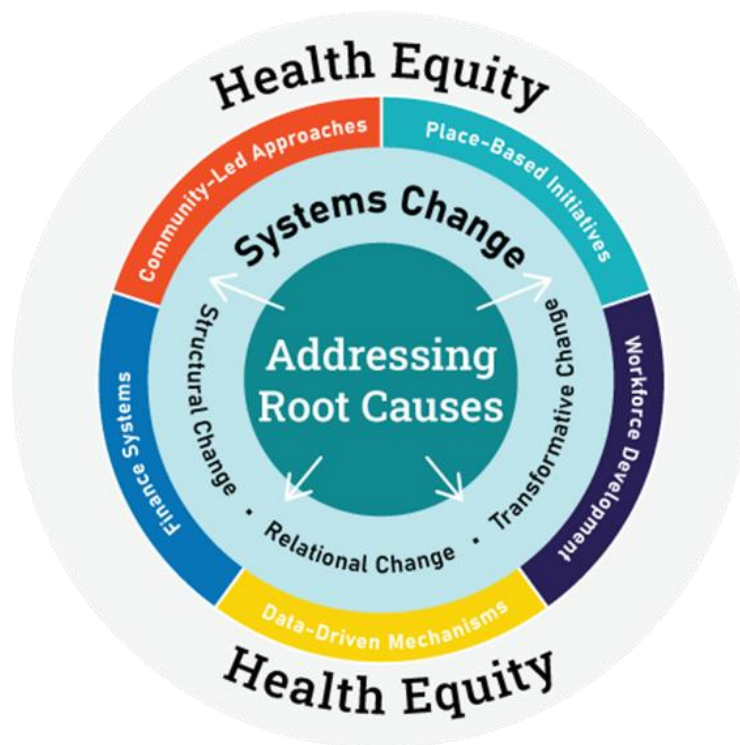 Health Equity
Community-Led Approaches
Place-Based Initiatives
Systems Change
Addressing
Root Causes
Structural Change · Relational Change · Transformative Change
Finance Systems
Workforce Development
Data-Driven Mechanisms
Health Equity